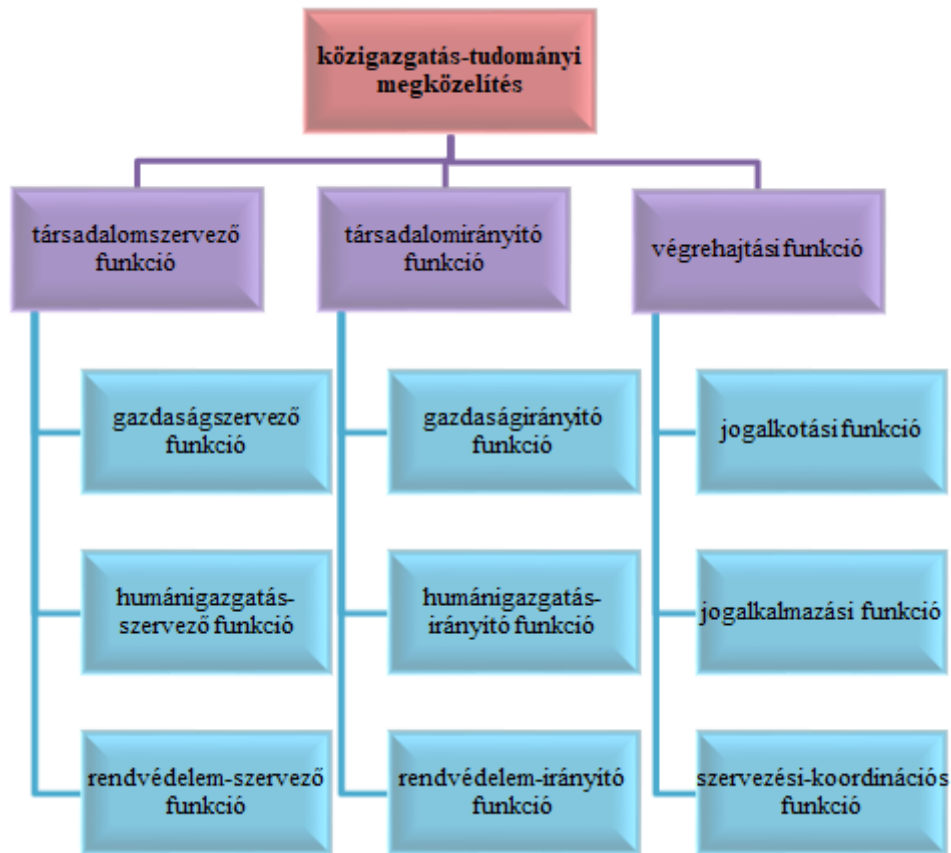 közigazgatás-tudományi
megközelítés
társadalomszervező
funkció
társadalomirányító
funkció
végrehajtási funkció
gazdaságszervező
funkció
gazdaságirányító
funkció
jogalkotási funkció
humánigazgatás-
szervező funkció
humánigazgatás-
irányító funkció
jogalkalmazási funkció
rendvédelem-szervező
funkció
rendvédelem-irányító
funkció
szervezési-koordinációs
funkció